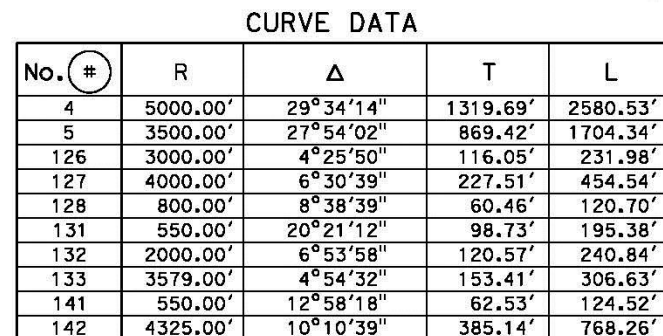 CURVE DATA
No. # R Δ T L
4 5000.00' 29°34'14" 1319.69' 2580.53'
5 3500.00' 27°54'02" 869.42' 1704.34'
126 3000.00' 4°25'50" 116.05' 231.98'
127 4000.00' 6°30'39" 227.51' 454.54'
128 800.00' 8°38'39" 60.46' 120.70'
131 550.00' 20°21'12" 98.73' 195.38'
132 2000.00' 6°53'58" 120.57' 240.84'
133 3579.00' 4°54'32" 153.41' 306.63'
141 550.00' 12°58'18" 62.53' 124.52'
142 4325.00' 10°10'39" 385.14' 768.26'